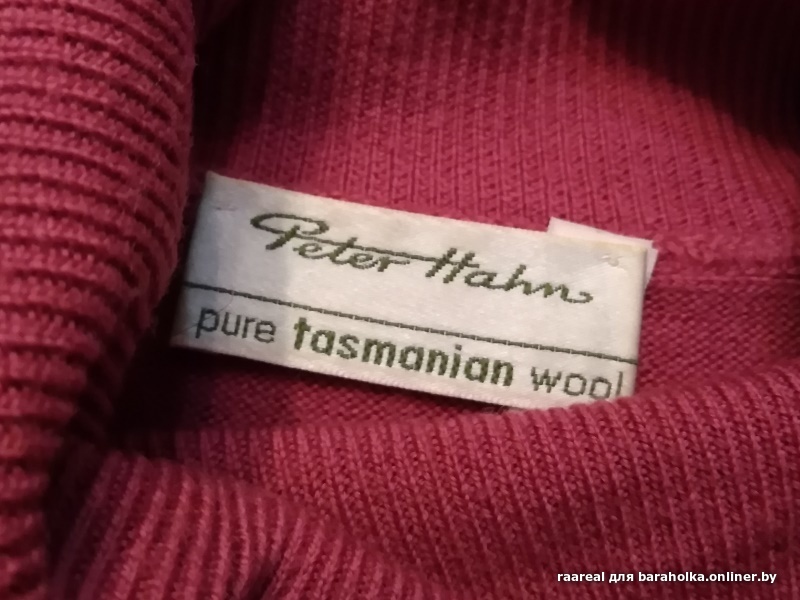 Peter Hahn
pure tasmanian wool
raareal для baraholka.onliner.by